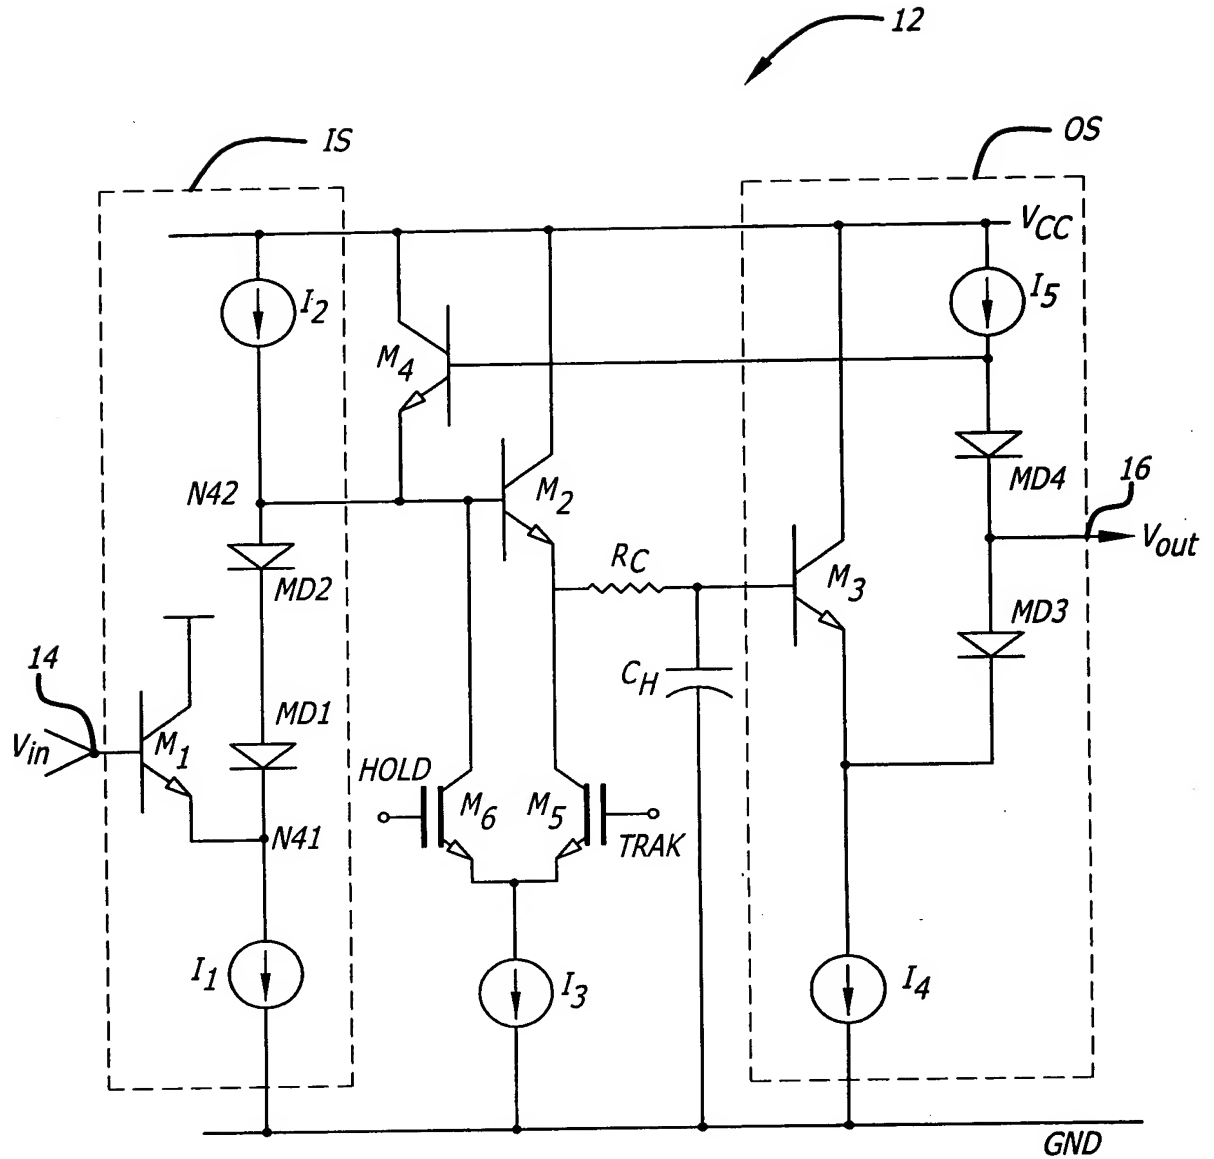 12
IS
OS
VCC
I2
I5
M4
N42
M2
MD4
16
Vout
RC
M3
MD2
MD3
14
Vin
M1
MD1
CH
HOLD
M6
M5
TRAK
N41
I1
I3
I4
GND